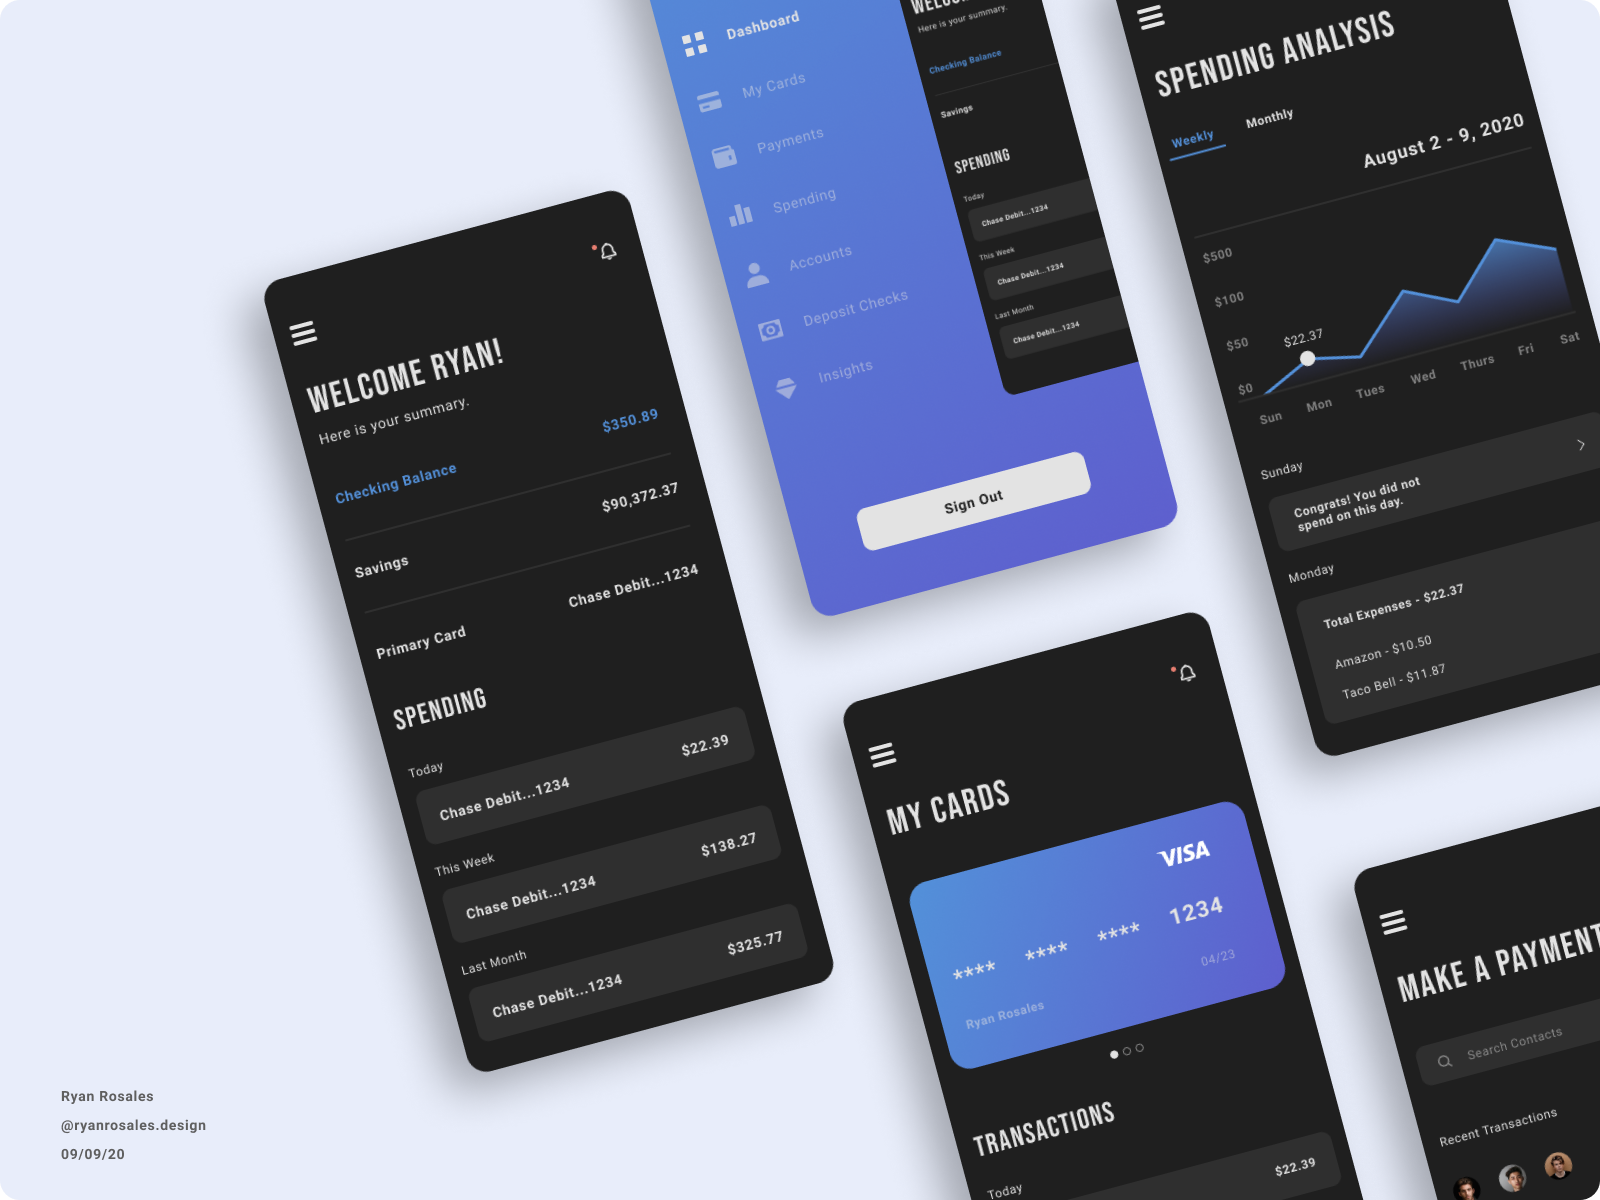 WELCOME RYAN!
Here is your summary.
Checking Balance
$350.89
Savings
$90,372.37
Primary Card
Chase Debit...1234
SPENDING
Today
Chase Debit...1234
$22.39
This Week
Chase Debit...1234
$138.27
Last Month
Chase Debit...1234
$325.77
Dashboard
My Cards
Payments
Spending
Accounts
Deposit Checks
Insights
Sign Out
Here is your summary.
Checking Balance
Savings
SPENDING
Today
Chase Debit...1234
This Week
Chase Debit...1234
Last Month
Chase Debit...1234
SPENDING ANALYSIS
Weekly
Monthly
August 2 - 9, 2020
$500
$100
$50
$0
$22.37
Sun
Mon
Tues
Wed
Thurs
Fri
Sat
Sunday
Congrats! You did not
spend on this day.
Monday
Total Expenses - $22.37
Amazon - $10.50
Taco Bell - $11.87
MY CARDS
VISA
**** **** **** 1234
04/23
Ryan Rosales
TRANSACTIONS
Today
$22.39
MAKE A PAYMENT
Search Contacts
Recent Transactions
Ryan Rosales
@ryanrosales.design
09/09/20